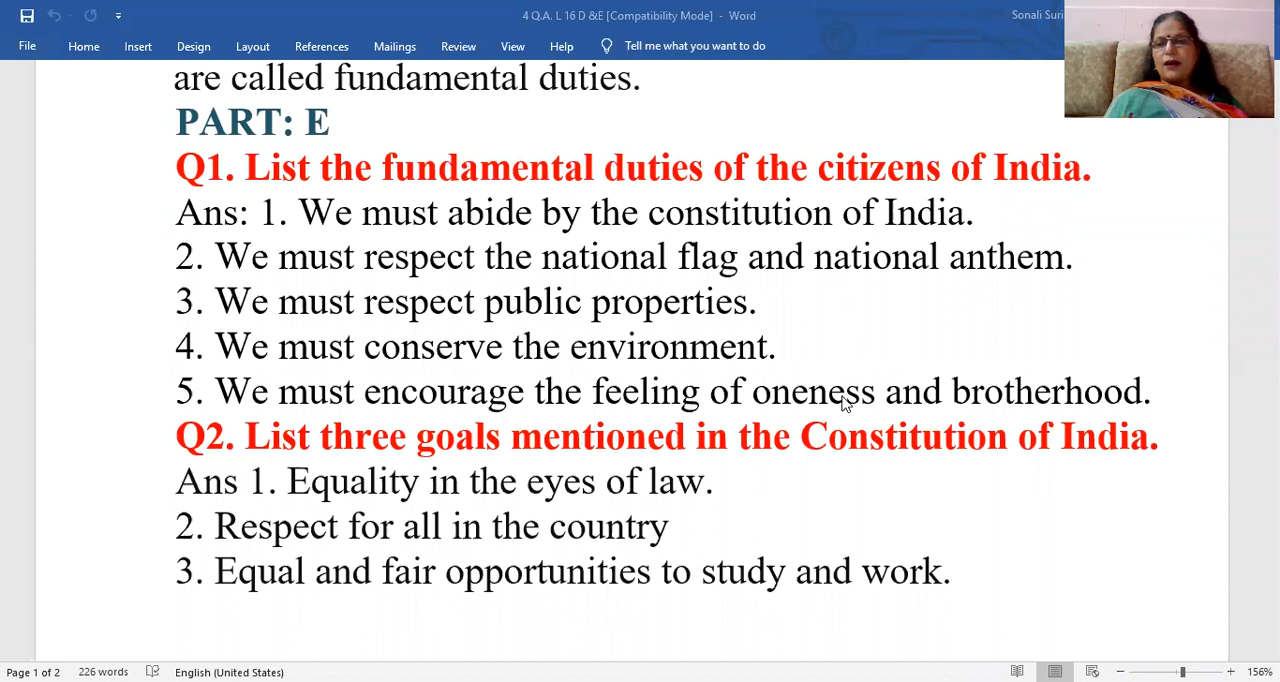 4 Q.A. L 16 D &E [Compatibility Mode] - Word
Sonali Suri
File Home Insert Design Layout References Mailings Review View Help Tell me what you want to do
are called fundamental duties.
PART: E
Q1. List the fundamental duties of the citizens of India.
Ans: 1. We must abide by the constitution of India.
2. We must respect the national flag and national anthem.
3. We must respect public properties.
4. We must conserve the environment.
5. We must encourage the feeling of oneness and brotherhood.
Q2. List three goals mentioned in the Constitution of India.
Ans 1. Equality in the eyes of law.
2. Respect for all in the country
3. Equal and fair opportunities to study and work.
Page 1 of 2 226 words English (United States) 156%